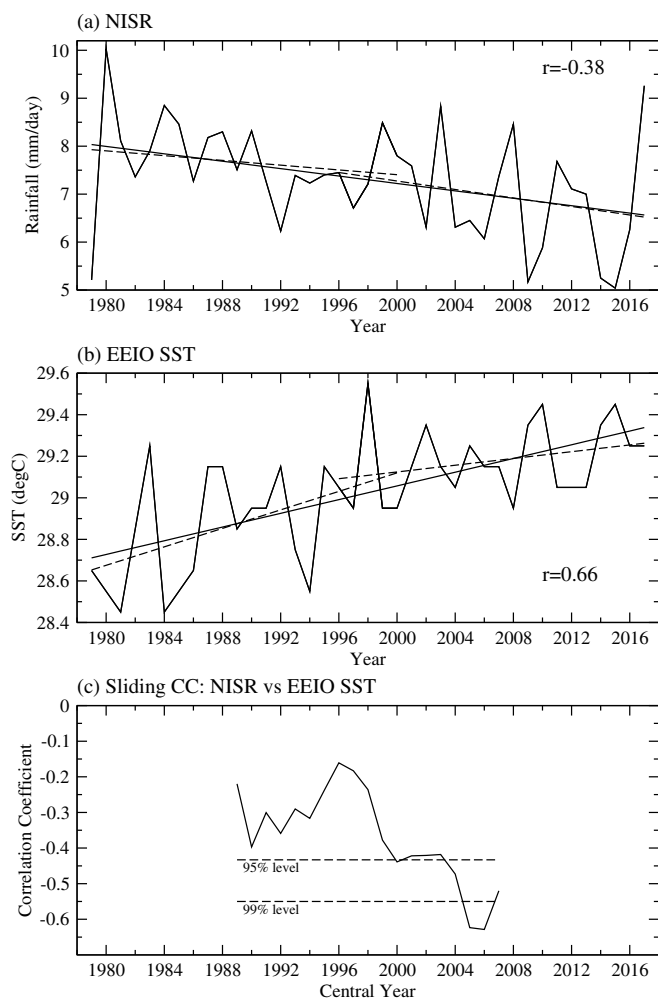 (a) NISR
10
9
8
7
6
5
Rainfall (mm/day)
r=-0.38
1980 1984 1988 1992 1996 2000 2004 2008 2012 2016
Year
(b) EEIO SST
29.6
29.4
29.2
29
28.8
28.6
28.4
SST (degC)
r=0.66
1980 1984 1988 1992 1996 2000 2004 2008 2012 2016
Year
(c) Sliding CC: NISR vs EEIO SST
0
-0.1
-0.2
-0.3
-0.4
-0.5
-0.6
Correlation Coefficient
95% level
99% level
1980 1984 1988 1992 1996 2000 2004 2008 2012 2016
Central Year